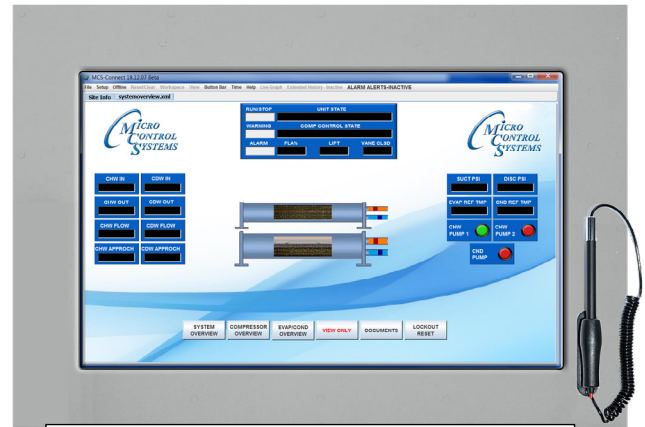 MCS-Connect 18.12.07 Beta
File Setup Offline Reset/Clear Workspace View Button Bar Time Help Live Graph Extended History- Inactive ALARM ALERTS-INACTIVE
Site Info systemoverview.xml
RUN/STOP UNIT STATE
WARNING COMP CONTROL STATE
ALARM FLA% LIFT VANE CLSD
MICRO CONTROL SYSTEMS
MICRO CONTROL SYSTEMS
CHW IN CDW IN
CHW OUT CDW OUT
CHW FLOW CDW FLOW
CHW APPROCH CDW APPROCH
SUCT PSI DISC PSI
EVAP REF TMP CND REF TMP
CHW PUMP 1 CHW PUMP 2
CND PUMP
SYSTEM OVERVIEW COMPRESSOR OVERVIEW EVAP/COND OVERVIEW VIEW ONLY DOCUMENTS LOCKOUT RESET